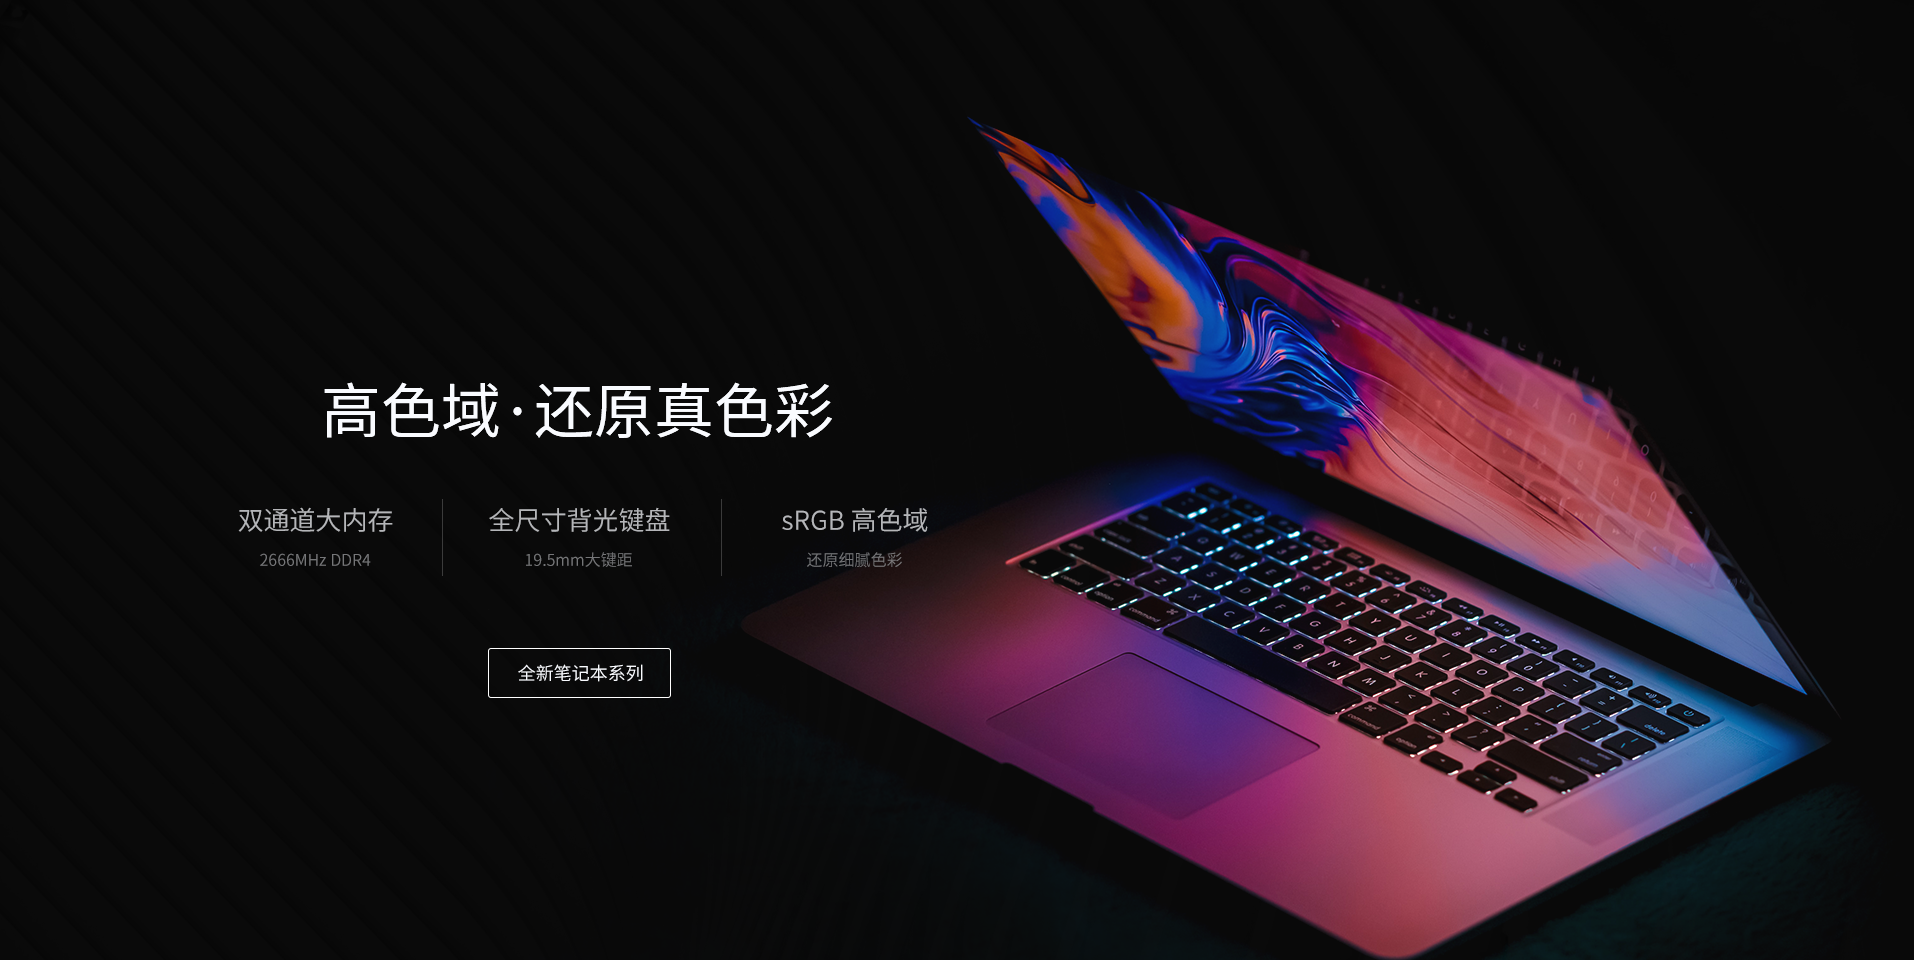 高色域·还原真色彩
双通道大内存
2666MHz DDR4
全尺寸背光键盘
19.5mm大键距
sRGB 高色域
还原细腻色彩
全新笔记本系列